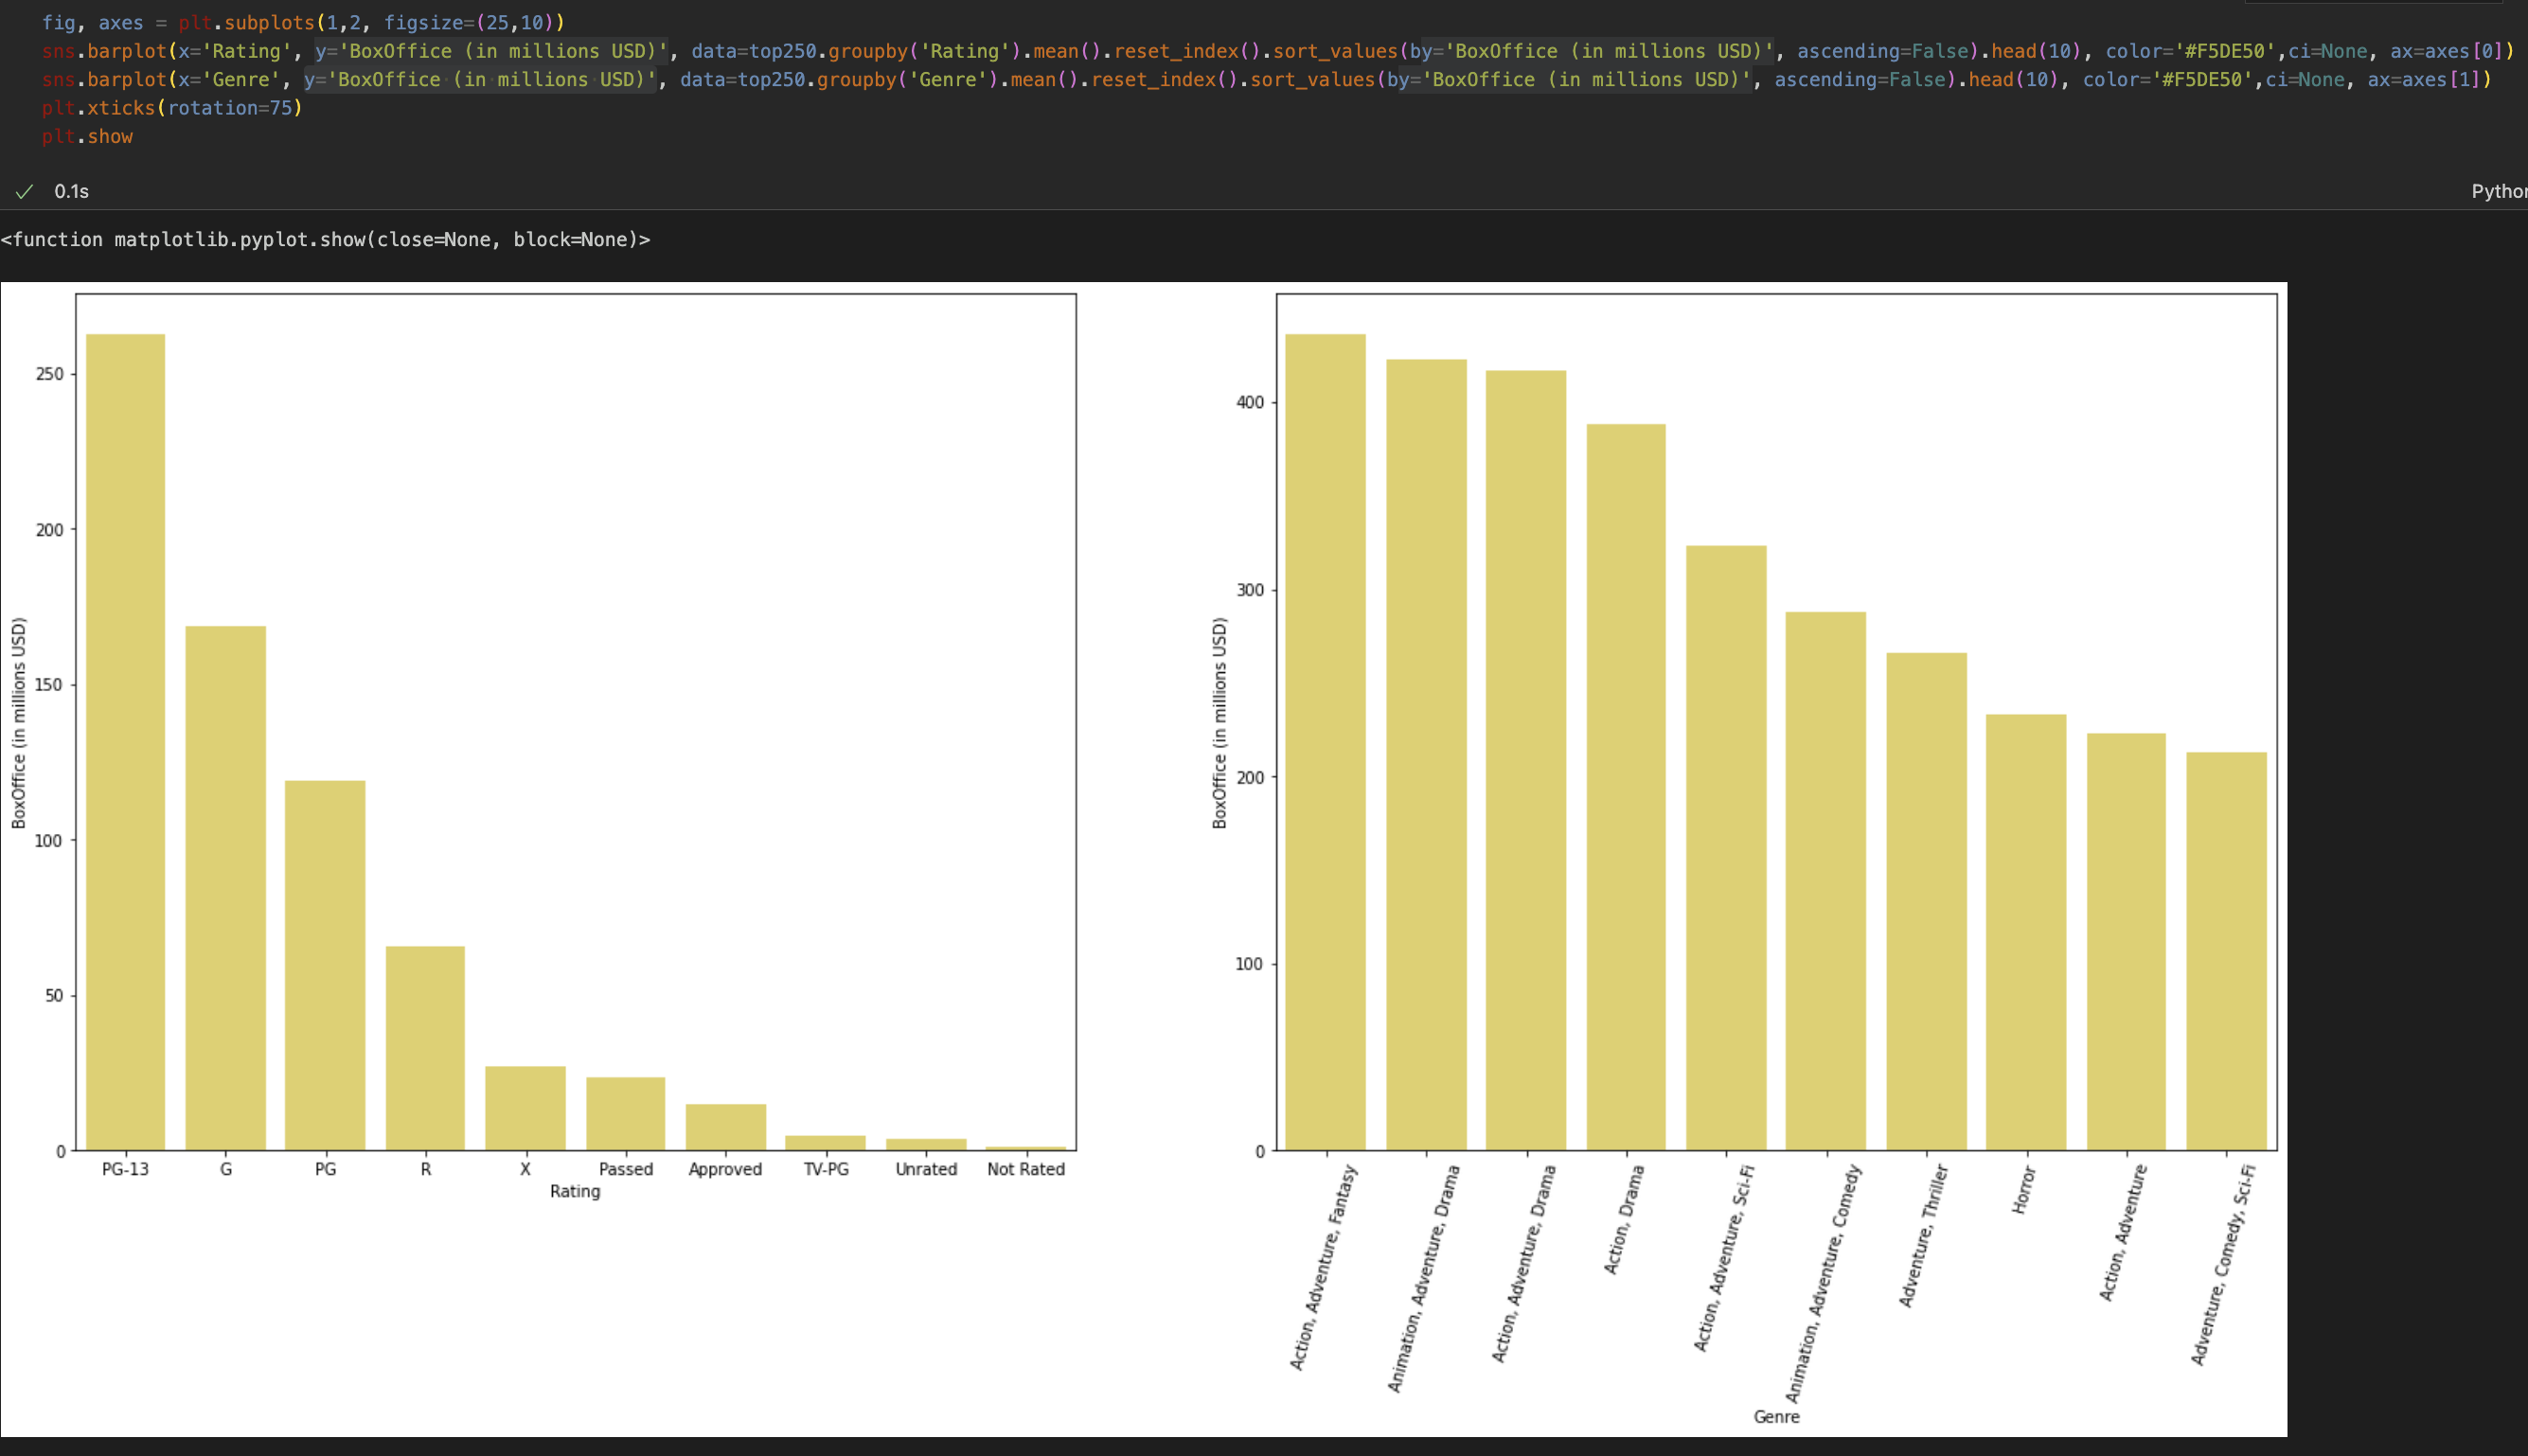 fig, axes = plt.subplots(1,2, figsize=(25,10))
sns.barplot(x='Rating', y='BoxOffice (in millions USD)', data=top250.groupby('Rating').mean().reset_index().sort_values(by='BoxOffice (in millions USD)', ascending=False).head(10), color='#F5DE50',ci=None, ax=axes[0])
sns.barplot(x='Genre', y='BoxOffice (in millions USD)', data=top250.groupby('Genre').mean().reset_index().sort_values(by='BoxOffice (in millions USD)', ascending=False).head(10), color='#F5DE50',ci=None, ax=axes[1])
plt.xticks(rotation=75)
plt.show
0.1s
Python
<function matplotlib.pyplot.show(close=None, block=None)>
BoxOffice (in millions USD)
250
200
150
100
50
0
PG-13 G PG R X Passed Approved TV-PG Unrated Not Rated
Rating
BoxOffice (in millions USD)
400
300
200
100
0
Action, Adventure, Fantasy
Animation, Adventure, Drama
Action, Adventure, Drama
Action, Drama
Action, Adventure, Sci-Fi
Animation, Adventure, Comedy
Adventure, Thriller
Horror
Action, Adventure
Adventure, Comedy, Sci-Fi
Genre